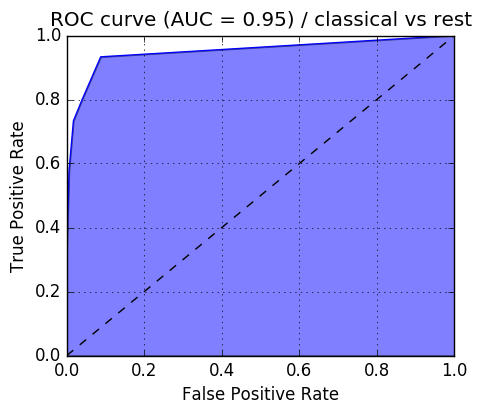 ROC curve (AUC = 0.95) / classical vs rest
1.0
0.8
0.6
0.4
0.2
0.0
True Positive Rate
0.0 0.2 0.4 0.6 0.8 1.0
False Positive Rate